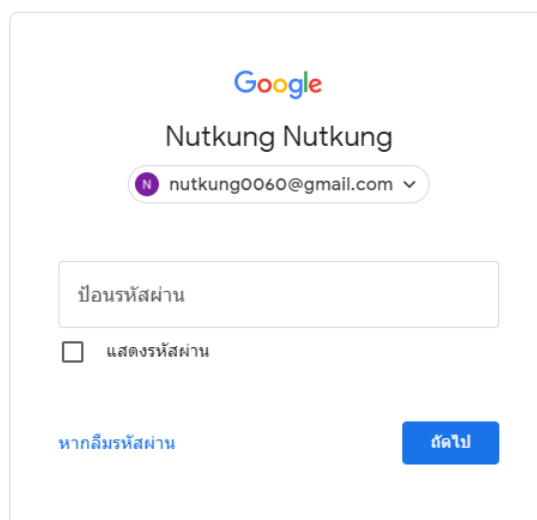 Google
Nutkung Nutkung
N nutkung0060@gmail.com
ป้อนรหัสผ่าน
แสดงรหัสผ่าน
หากลืมรหัสผ่าน ถัดไป